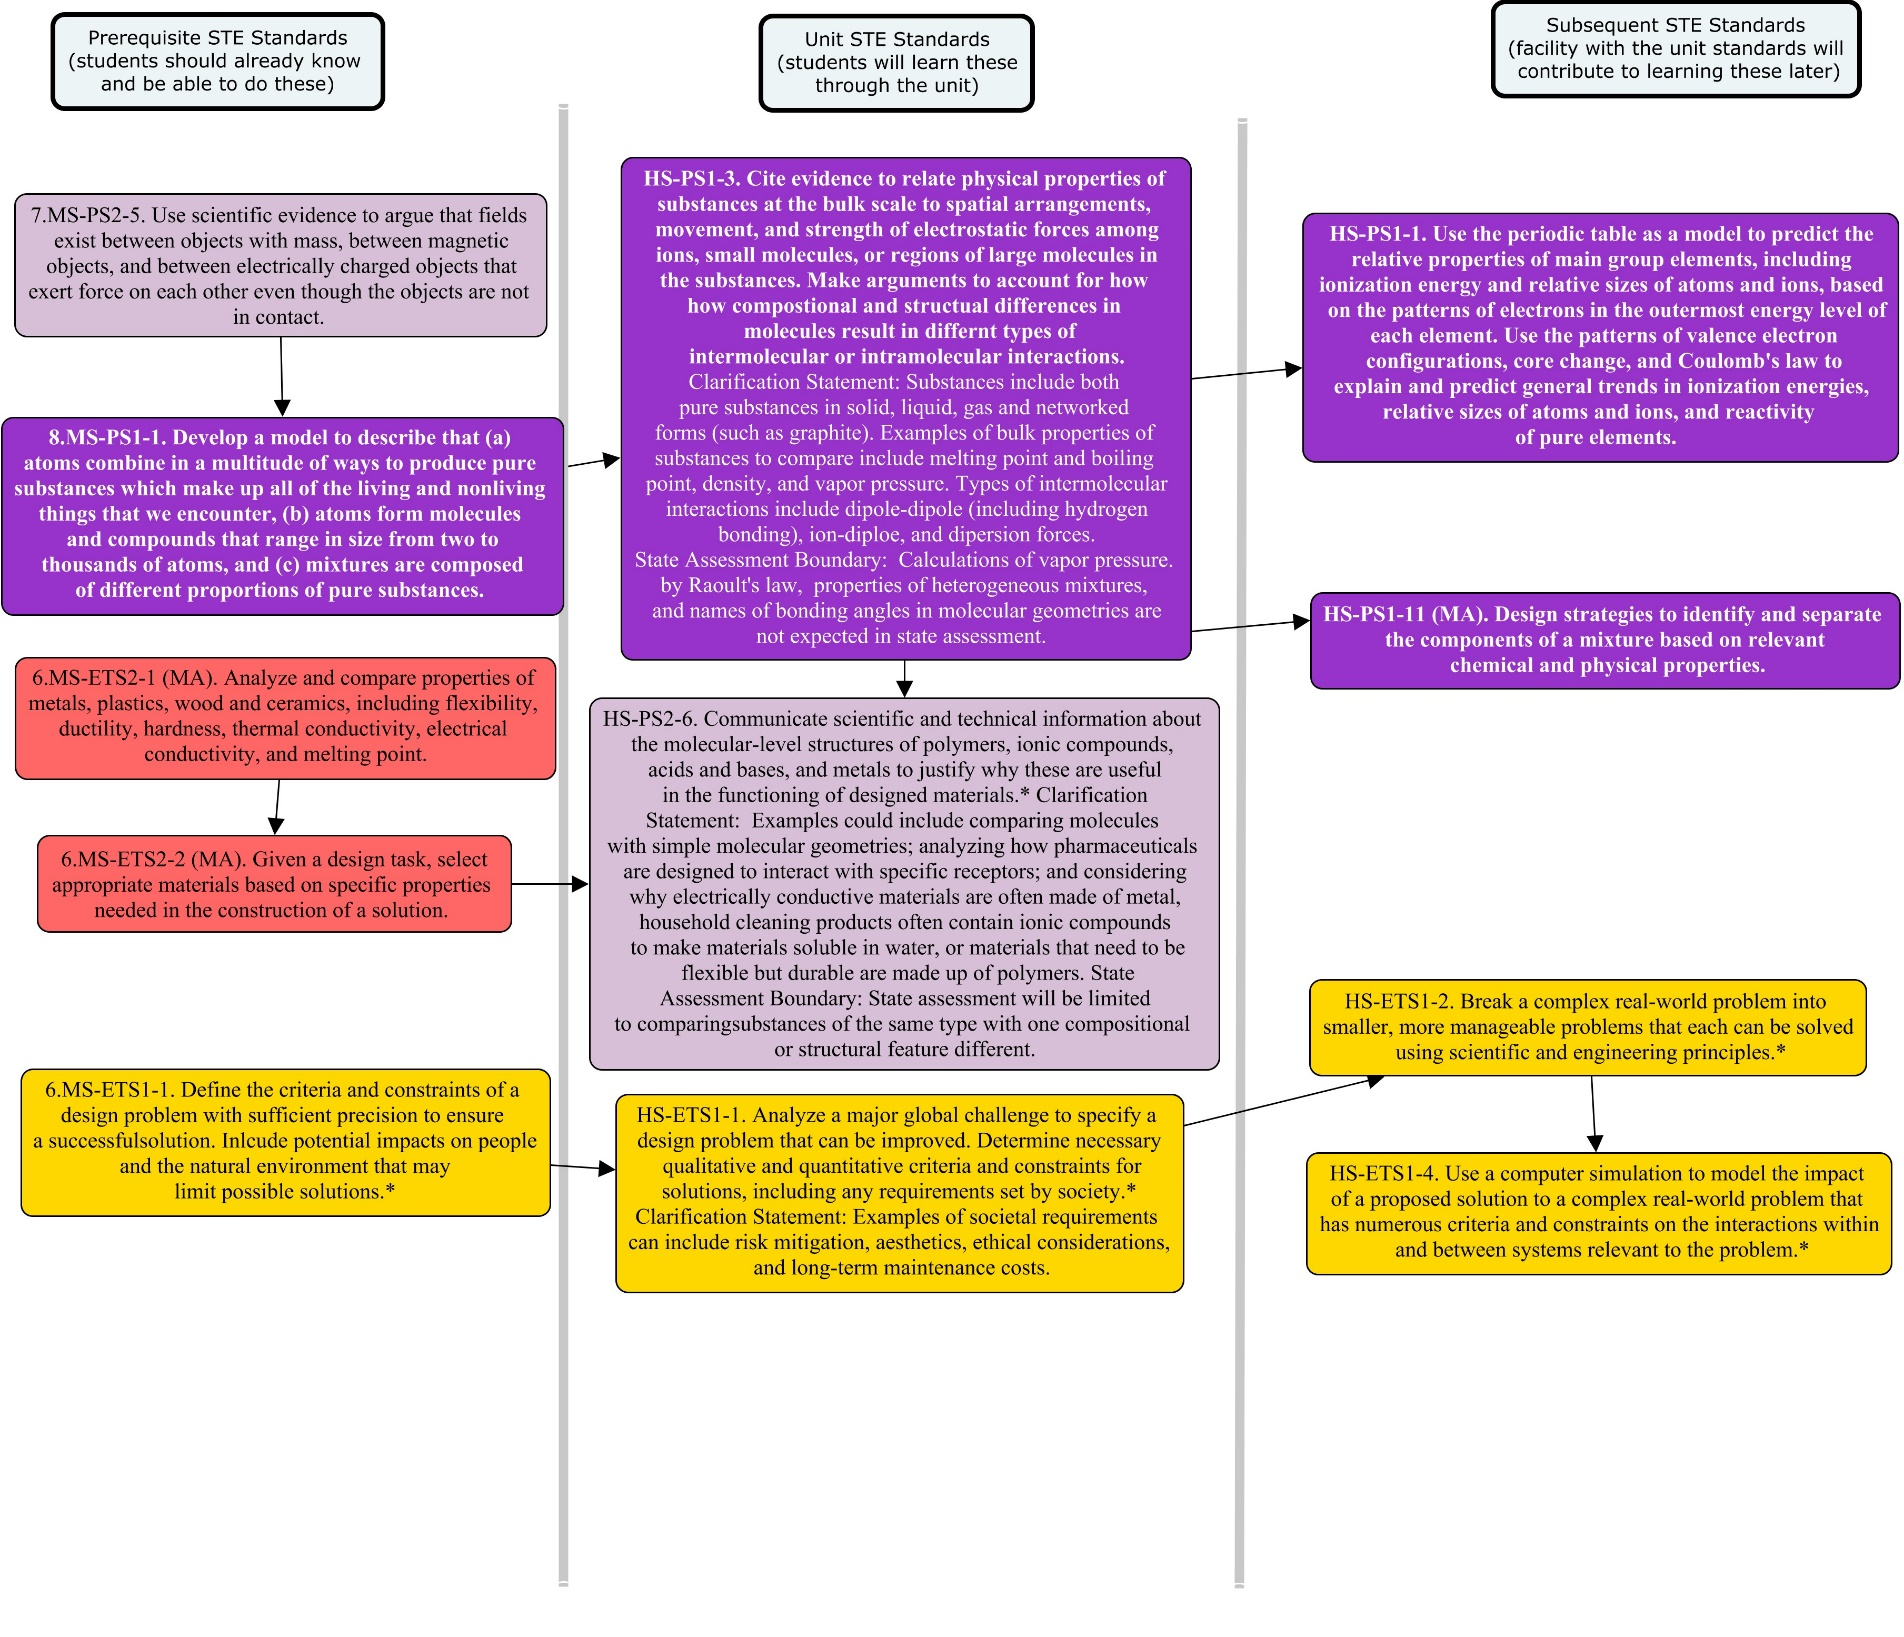 Prerequisite STE Standards
(students should already know
and be able to do these)
Unit STE Standards
(students will learn these
through the unit)
Subsequent STE Standards
(facility with the unit standards will
contribute to learning these later)
7.MS-PS2-5. Use scientific evidence to argue that fields
exist between objects with mass, between magnetic
objects, and between electrically charged objects that
exert force on each other even though the objects are not
in contact.
8.MS-PS1-1. Develop a model to describe that (a)
atoms combine in a multitude of ways to produce pure
substances which make up all of the living and nonliving
things that we encounter, (b) atoms form molecules
and compounds that range in size from two to
thousands of atoms, and (c) mixtures are composed
of different proportions of pure substances.
6.MS-ETS2-1 (MA). Analyze and compare properties of
metals, plastics, wood and ceramics, including flexibility,
ductility, hardness, thermal conductivity, electrical
conductivity, and melting point.
6.MS-ETS2-2 (MA). Given a design task, select
appropriate materials based on specific properties
needed in the construction of a solution.
6.MS-ETS1-1. Define the criteria and constraints of a
design problem with sufficient precision to ensure
a successfulsolution. Inlcude potential impacts on people
and the natural environment that may
limit possible solutions.*
HS-PS1-3. Cite evidence to relate physical properties of
substances at the bulk scale to spatial arrangements,
movement, and strength of electrostatic forces among
ions, small molecules, or regions of large molecules in
the substances. Make arguments to account for how
how compostional and structual differences in
molecules result in differnt types of
intermolecular or intramolecular interactions.
Clarification Statement: Substances include both
pure substances in solid, liquid, gas and networked
forms (such as graphite). Examples of bulk properties of
substances to compare include melting point and boiling
point, density, and vapor pressure. Types of intermolecular
interactions include dipole-dipole (including hydrogen
bonding), ion-diploe, and dipersion forces.
State Assessment Boundary:  Calculations of vapor pressure.
by Raoult's law,  properties of heterogeneous mixtures,
and names of bonding angles in molecular geometries are
not expected in state assessment.
HS-PS2-6. Communicate scientific and technical information about
the molecular-level structures of polymers, ionic compounds,
acids and bases, and metals to justify why these are useful
in the functioning of designed materials.* Clarification
Statement:  Examples could include comparing molecules
with simple molecular geometries; analyzing how pharmaceuticals
are designed to interact with specific receptors; and considering
why electrically conductive materials are often made of metal,
household cleaning products often contain ionic compounds
to make materials soluble in water, or materials that need to be
flexible but durable are made up of polymers. State
Assessment Boundary: State assessment will be limited
to comparingsubstances of the same type with one compositional
or structural feature different.
HS-ETS1-1. Analyze a major global challenge to specify a
design problem that can be improved. Determine necessary
qualitative and quantitative criteria and constraints for
solutions, including any requirements set by society.*
Clarification Statement: Examples of societal requirements
can include risk mitigation, aesthetics, ethical considerations,
and long-term maintenance costs.
HS-PS1-1. Use the periodic table as a model to predict the
relative properties of main group elements, including
ionization energy and relative sizes of atoms and ions, based
on the patterns of electrons in the outermost energy level of
each element. Use the patterns of valence electron
configurations, core change, and Coulomb's law to
explain and predict general trends in ionization energies,
relative sizes of atoms and ions, and reactivity
of pure elements.
HS-PS1-11 (MA). Design strategies to identify and separate
the components of a mixture based on relevant
chemical and physical properties.
HS-ETS1-2. Break a complex real-world problem into
smaller, more manageable problems that each can be solved
using scientific and engineering principles.*
HS-ETS1-4. Use a computer simulation to model the impact
of a proposed solution to a complex real-world problem that
has numerous criteria and constraints on the interactions within
and between systems relevant to the problem.*